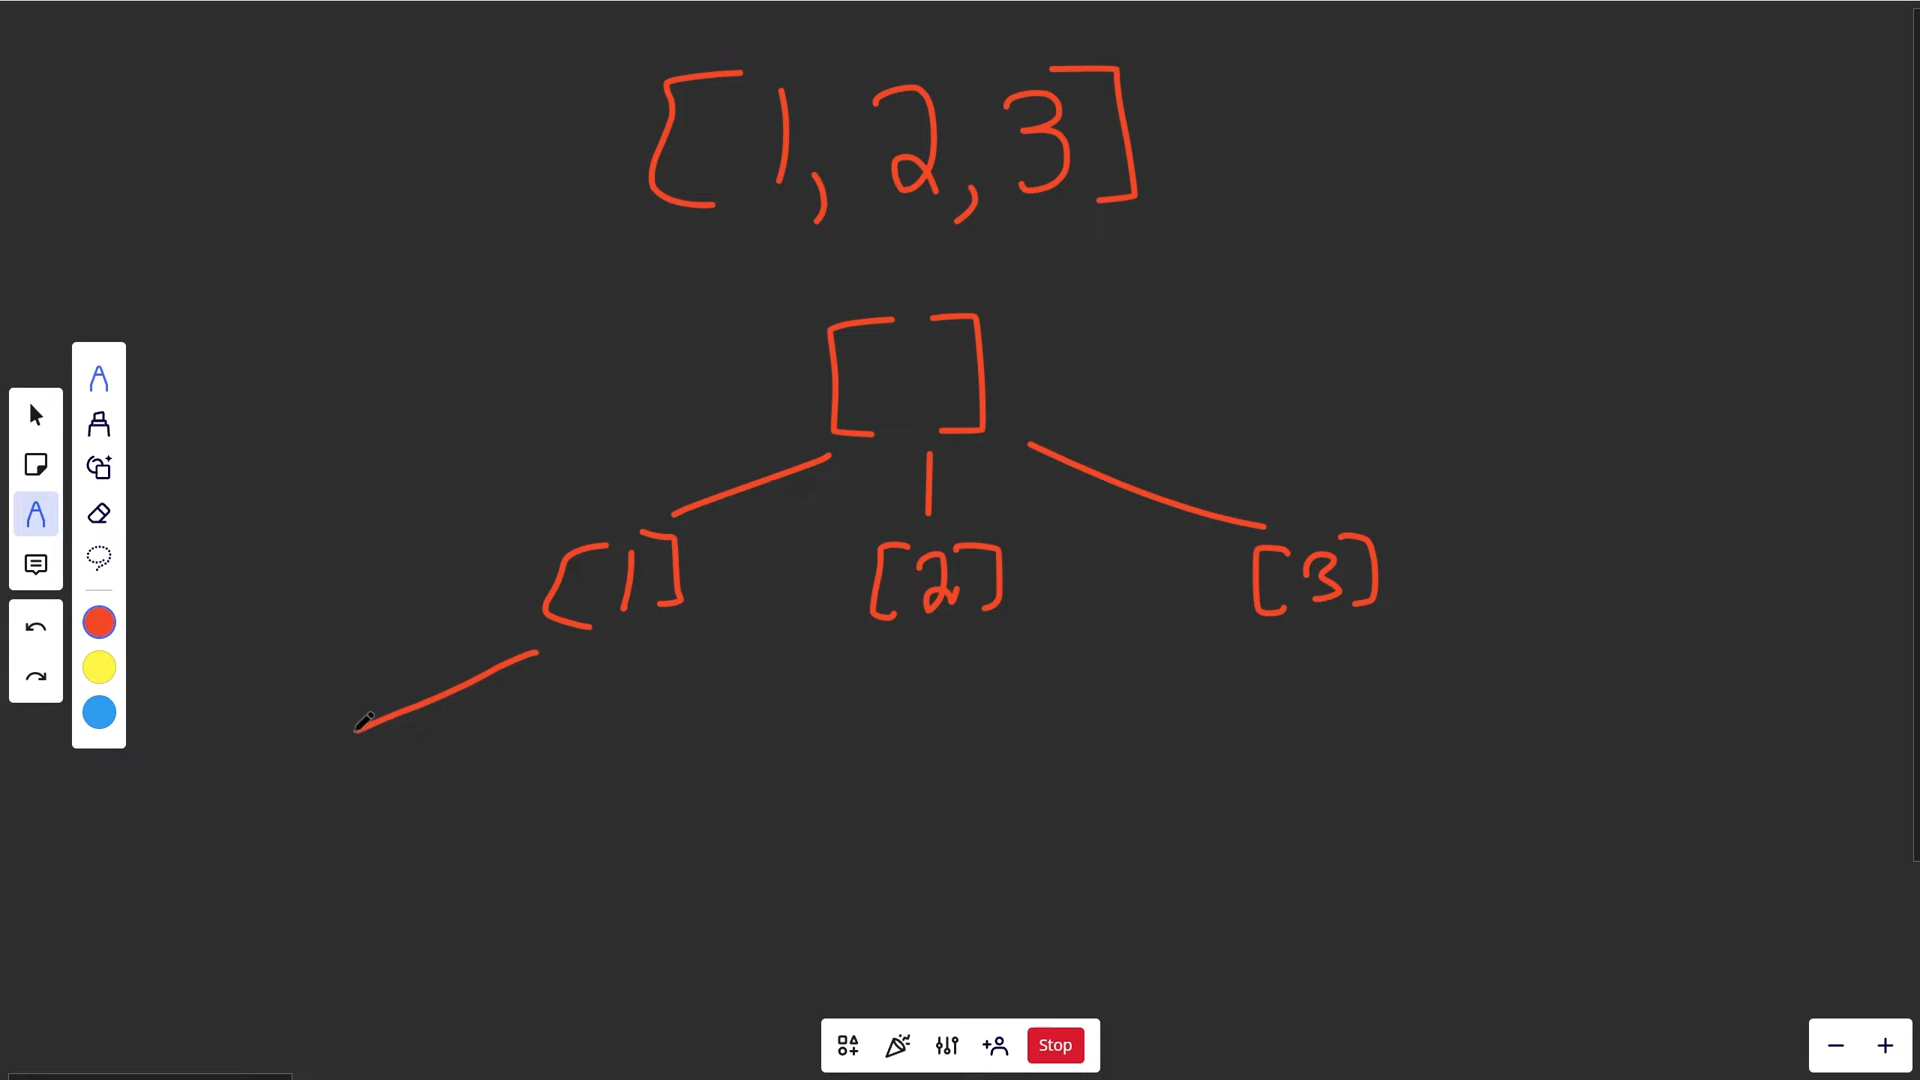 [1, 2, 3]
[ ]
[1] [2] [3]
Stop